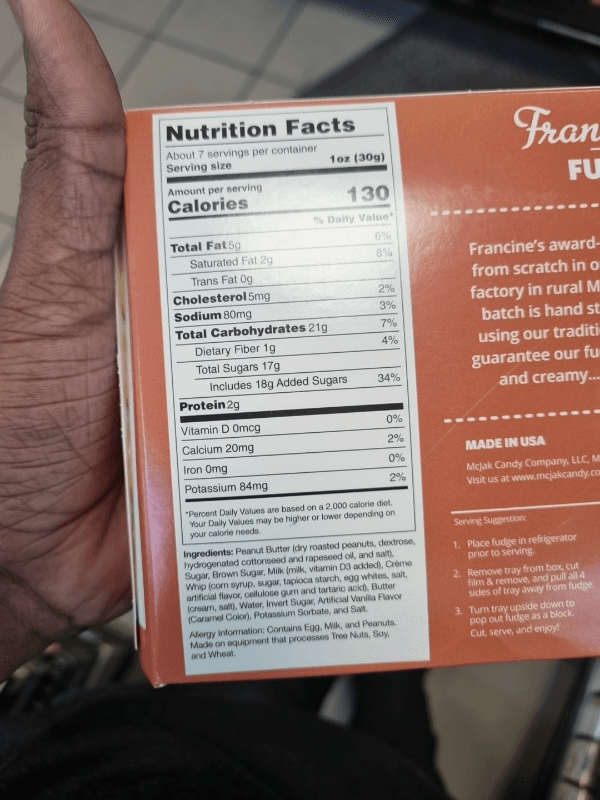 Nutrition Facts
About 7 servings per container
Serving size 1oz (30g)
Amount per serving
Calories 130
% Daily Value*
Total Fat 5g 6%
Saturated Fat 2g 8%
Trans Fat 0g
Cholesterol 5mg 2%
Sodium 80mg 3%
Total Carbohydrates 21g 7%
Dietary Fiber 1g 4%
Total Sugars 17g
Includes 18g Added Sugars 34%
Protein 2g
Vitamin D 0mcg 0%
Calcium 20mg 2%
Iron 0mg 0%
Potassium 84mg 2%
*Percent Daily Values are based on a 2,000 calorie diet.
Your Daily Values may be higher or lower depending on
your calorie needs.
Ingredients: Peanut Butter (dry roasted peanuts, dextrose,
hydrogenated cottonseed and rapeseed oil, and salt),
Sugar, Brown Sugar, Milk (milk, vitamin D3 added), Crème
Whip (corn syrup, sugar, tapioca starch, egg whites, salt,
artificial flavor, cellulose gum and tartaric acid), Butter
(cream, salt), Water, Invert Sugar, Artificial Vanilla Flavor
(Caramel Color), Potassium Sorbate, and Salt.
Allergy Information: Contains Egg, Milk, and Peanuts.
Made on equipment that processes Tree Nuts, Soy,
and Wheat.
Fran
FU
Francine's award-
from scratch in o
factory in rural M
batch is hand st
using our traditi
guarantee our fu
and creamy...
MADE IN USA
McJak Candy Company, LLC, M
Visit us at www.mcjakcandy.co
Serving Suggestion:
1. Place fudge in refrigerator
prior to serving.
2. Remove tray from box, cut
film & remove, and pull all 4
sides of tray away from fudge.
3. Turn tray upside down to
pop out fudge as a block.
Cut, serve, and enjoy!